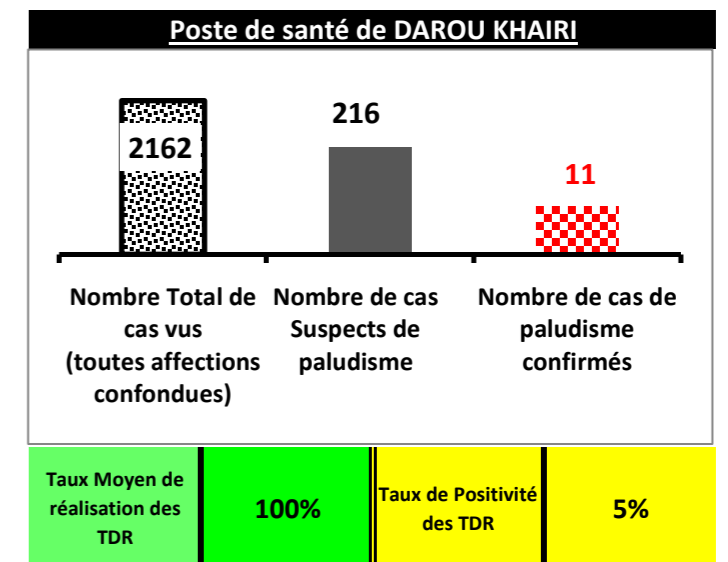 Poste de santé de DAROU KHAIRI
2162
216
11
Nombre Total de
cas vus
(toutes affections
confondues)
Nombre de cas
Suspects de
paludisme
Nombre de cas de
paludisme
confirmés
Taux Moyen de
réalisation des
TDR
100%
Taux de Positivité
des TDR
5%